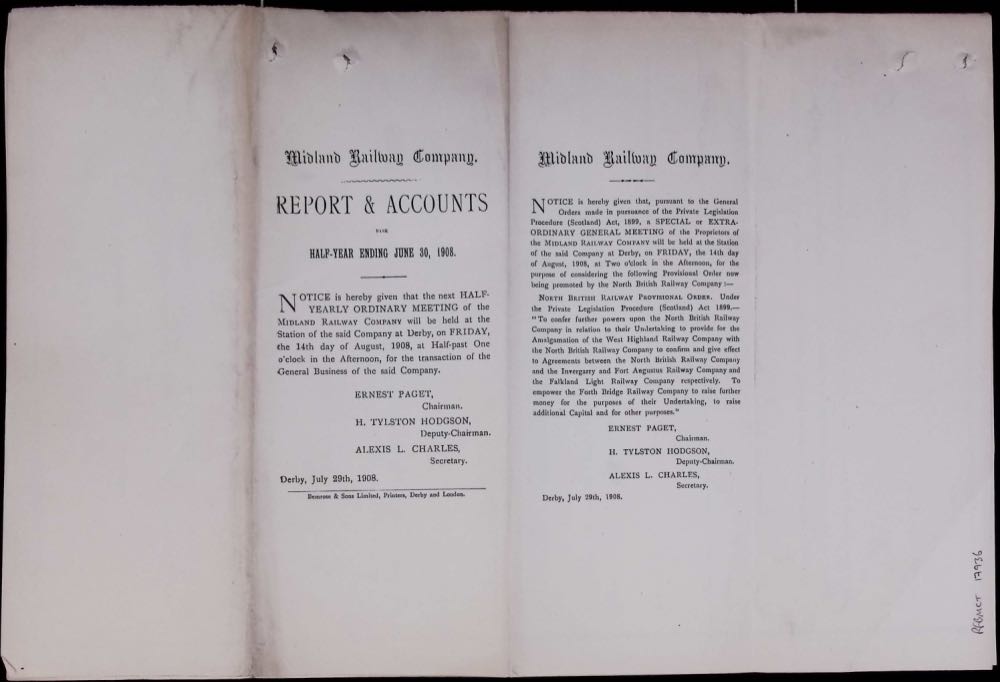 Midland Railway Company.
REPORT & ACCOUNTS
FOR
HALF-YEAR ENDING JUNE 30, 1908.
NOTICE is hereby given that the next HALF-
YEARLY ORDINARY MEETING of the
MIDLAND RAILWAY COMPANY will be held at the
Station of the said Company at Derby, on FRIDAY,
the 14th day of August, 1908, at Half-past One
o'clock in the Afternoon, for the transaction of the
General Business of the said Company.
ERNEST PAGET,
Chairman.
H. TYLSTON HODGSON,
Deputy-Chairman.
ALEXIS L. CHARLES,
Secretary.
Derby, July 29th, 1908.
Bemrose & Sons Limited, Printers, Derby and London.
Midland Railway Company.
NOTICE is hereby given that, pursuant to the General
Orders made in pursuance of the Private Legislation
Procedure (Scotland) Act, 1899, a SPECIAL or EXTRA-
ORDINARY GENERAL MEETING of the Proprietors of
the MIDLAND RAILWAY COMPANY will be held at the Station
of the said Company at Derby, on FRIDAY, the 14th day
of August, 1908, at Two o'clock in the Afternoon, for the
purpose of considering the following Provisional Order now
being promoted by the North British Railway Company :—
NORTH BRITISH RAILWAY PROVISIONAL ORDER. Under
the Private Legislation Procedure (Scotland) Act 1899.—
"To confer further powers upon the North British Railway
Company in relation to their Undertaking to provide for the
Amalgamation of the West Highland Railway Company with
the North British Railway Company to confirm and give effect
to Agreements between the North British Railway Company
and the Invergarry and Fort Augustus Railway Company and
the Falkland Light Railway Company respectively. To
empower the Forth Bridge Railway Company to raise further
money for the purposes of their Undertaking, to raise
additional Capital and for other purposes."
ERNEST PAGET,
Chairman.
H. TYLSTON HODGSON,
Deputy-Chairman.
ALEXIS L. CHARLES,
Secretary.
Derby, July 29th, 1908.
17936